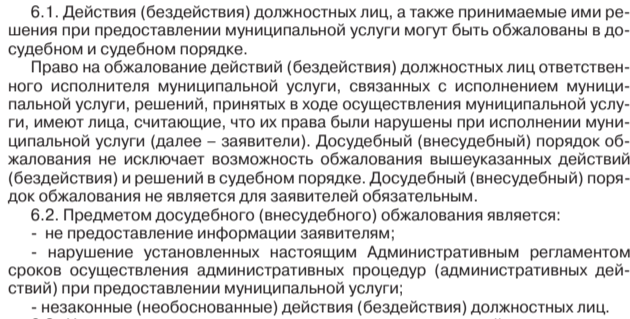 6.1. Действия (бездействия) должностных лиц, а также принимаемые ими ре-
шения при предоставлении муниципальной услуги могут быть обжалованы в до-
судебном и судебном порядке.
Право на обжалование действий (бездействия) должностных лиц ответствен-
ного исполнителя муниципальной услуги, связанных с исполнением муници-
пальной услуги, решений, принятых в ходе осуществления муниципальной услу-
ги, имеют лица, считающие, что их права были нарушены при исполнении муни-
ципальной услуги (далее – заявители). Досудебный (внесудебный) порядок об-
жалования не исключает возможность обжалования вышеуказанных действий
(бездействия) и решений в судебном порядке. Досудебный (внесудебный) поря-
док обжалования не является для заявителей обязательным.
6.2. Предметом досудебного (внесудебного) обжалования является:
- не предоставление информации заявителям;
- нарушение установленных настоящим Административным регламентом
сроков осуществления административных процедур (административных дей-
ствий) при предоставлении муниципальной услуги;
- незаконные (необоснованные) действия (бездействия) должностных лиц.